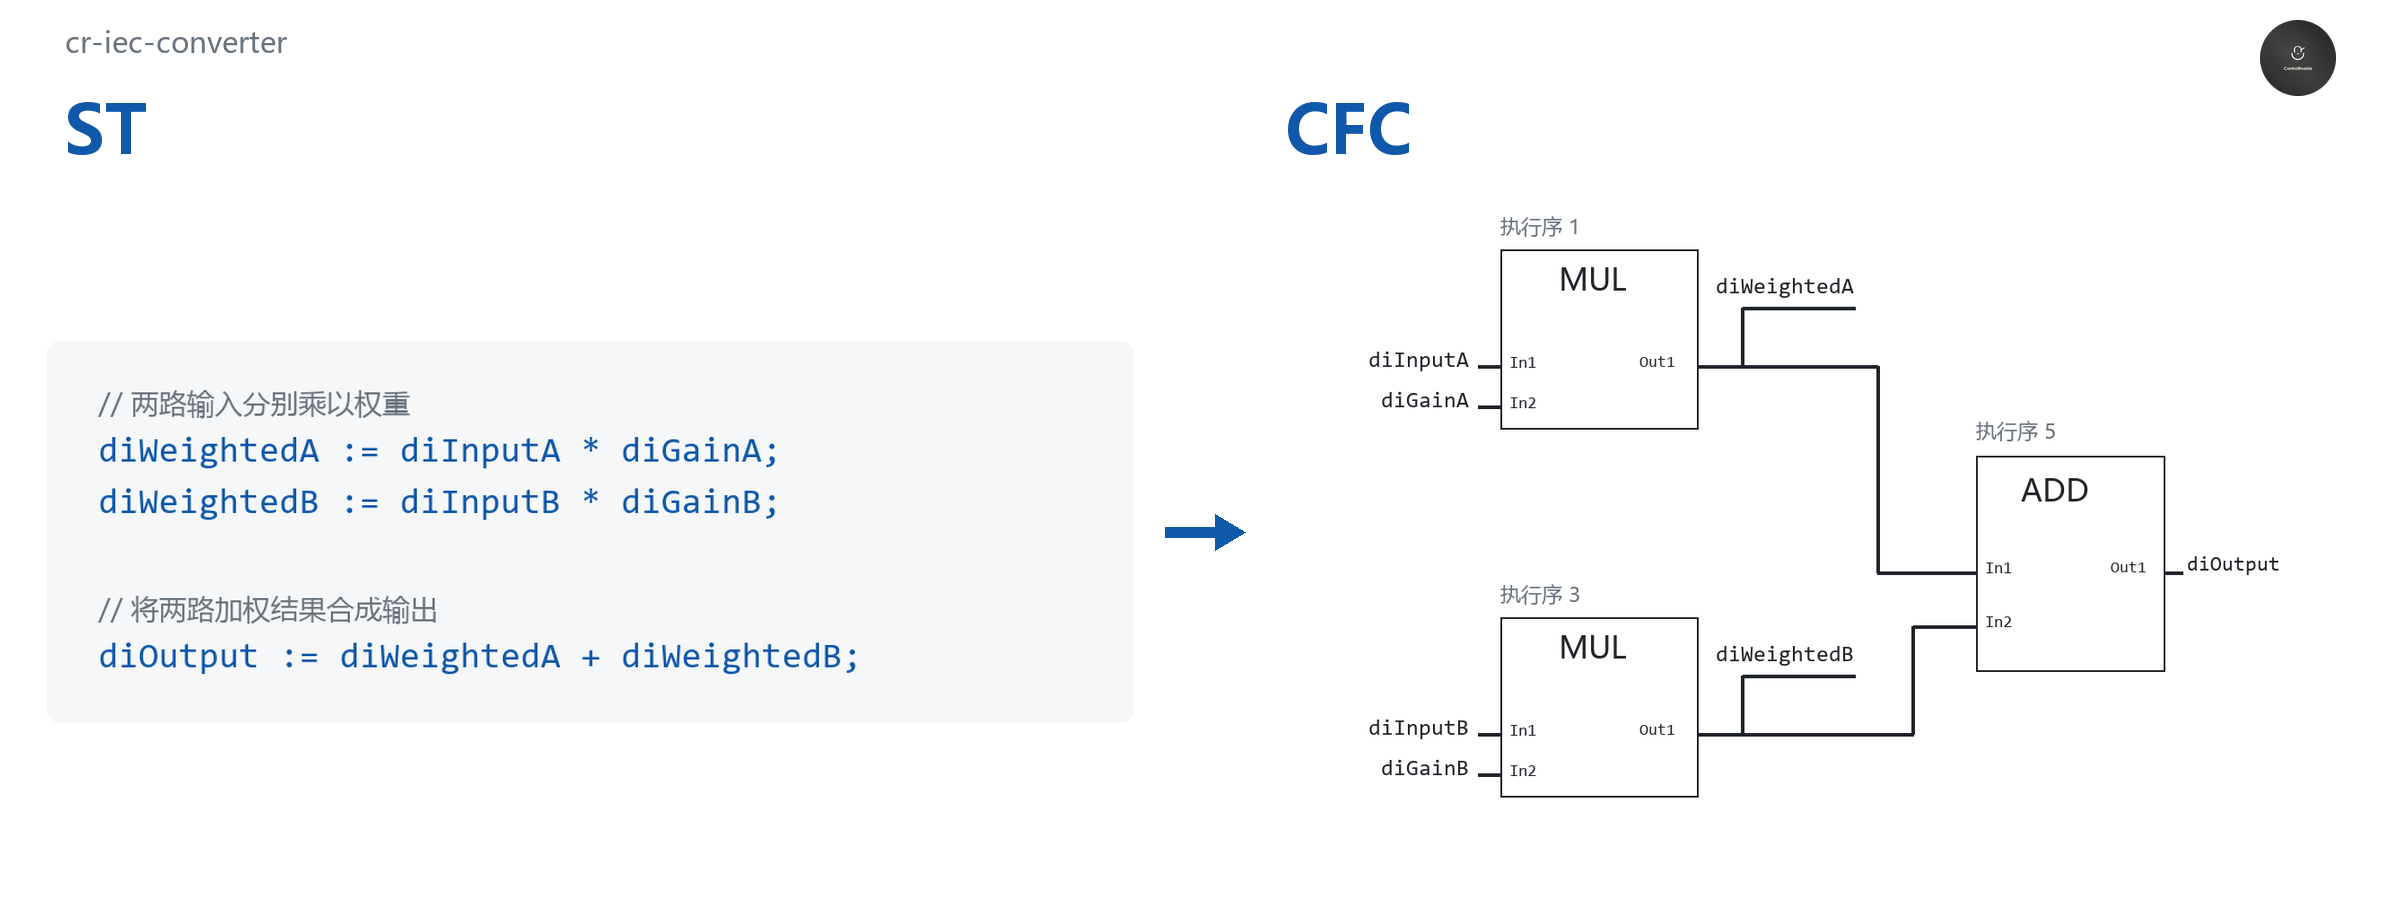 cr-iec-converter
ControlRookie
ST
// 两路输入分别乘以权重
diWeightedA := diInputA * diGainA;
diWeightedB := diInputB * diGainB;
// 将两路加权结果合成输出
diOutput := diWeightedA + diWeightedB;
CFC
执行序 1
MUL
diWeightedA
diInputA
In1
Out1
diGainA
In2
执行序 5
ADD
In1
Out1
diOutput
In2
执行序 3
MUL
diWeightedB
diInputB
In1
Out1
diGainB
In2